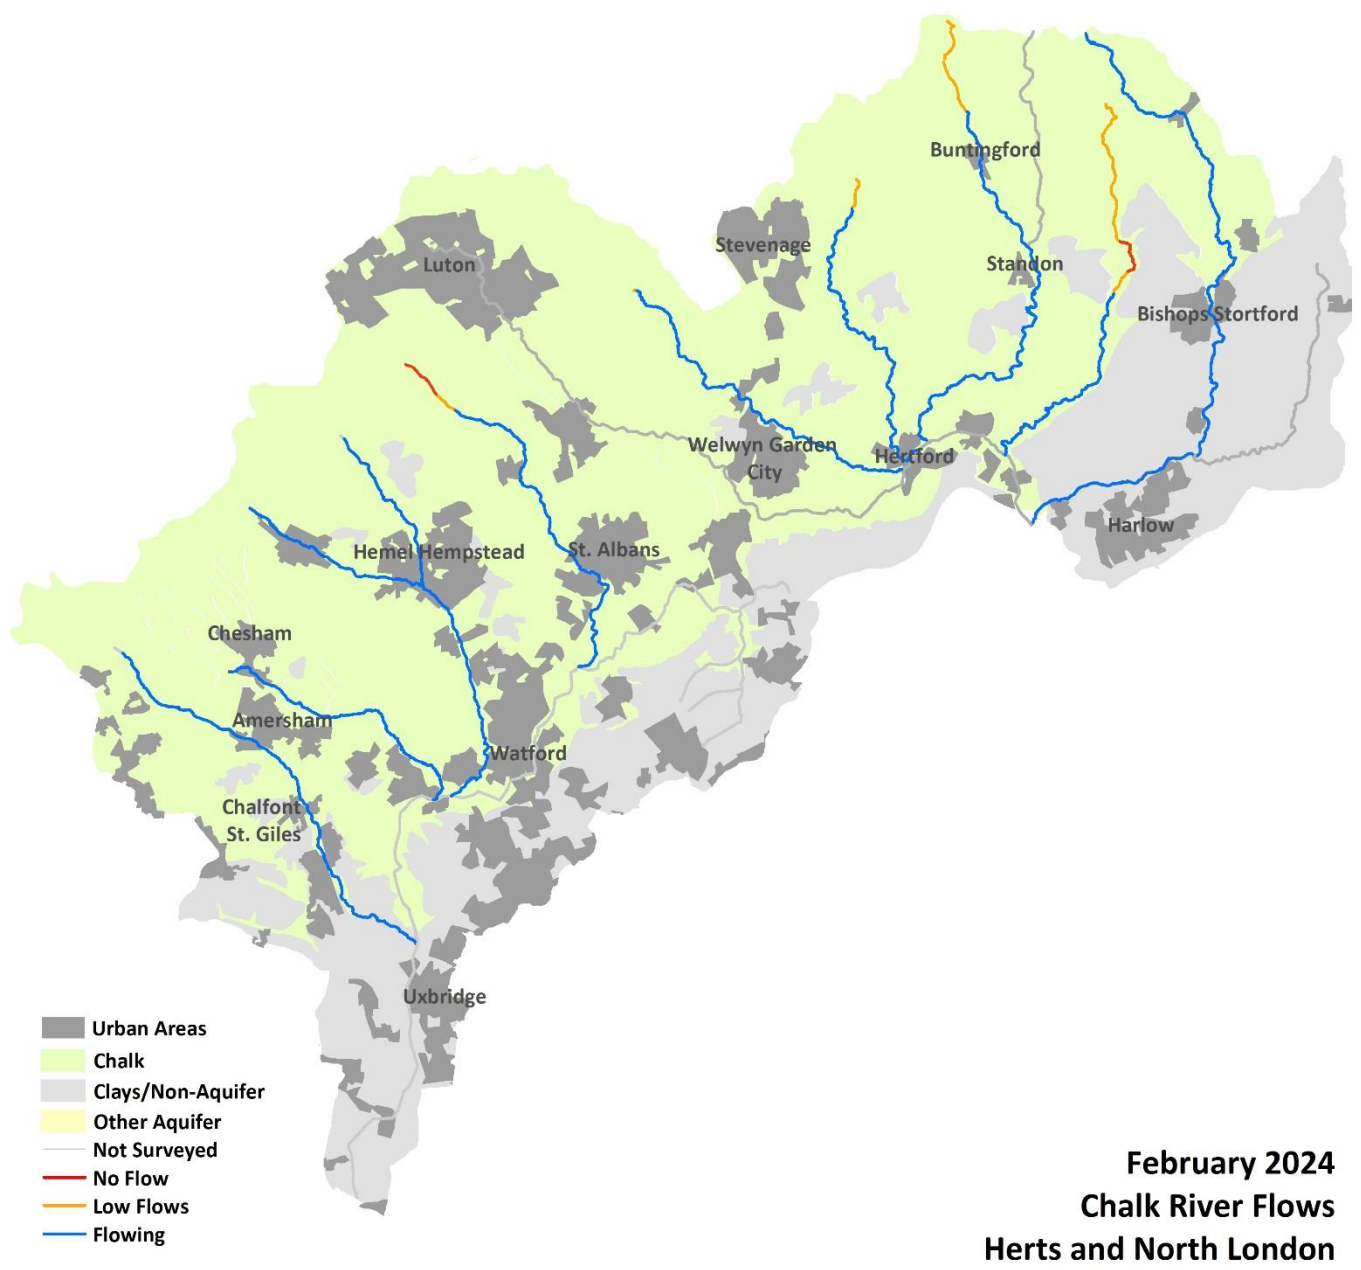 Buntingford
Stevenage
Standon
Luton
Bishops Stortford
Welwyn Garden
City
Hertford
Harlow
Hemel Hempstead
St. Albans
Chesham
Amersham
Watford
Chalfont
St. Giles
Uxbridge
Urban Areas
Chalk
Clays/Non-Aquifer
Other Aquifer
Not Surveyed
No Flow
Low Flows
Flowing
February 2024
Chalk River Flows
Herts and North London